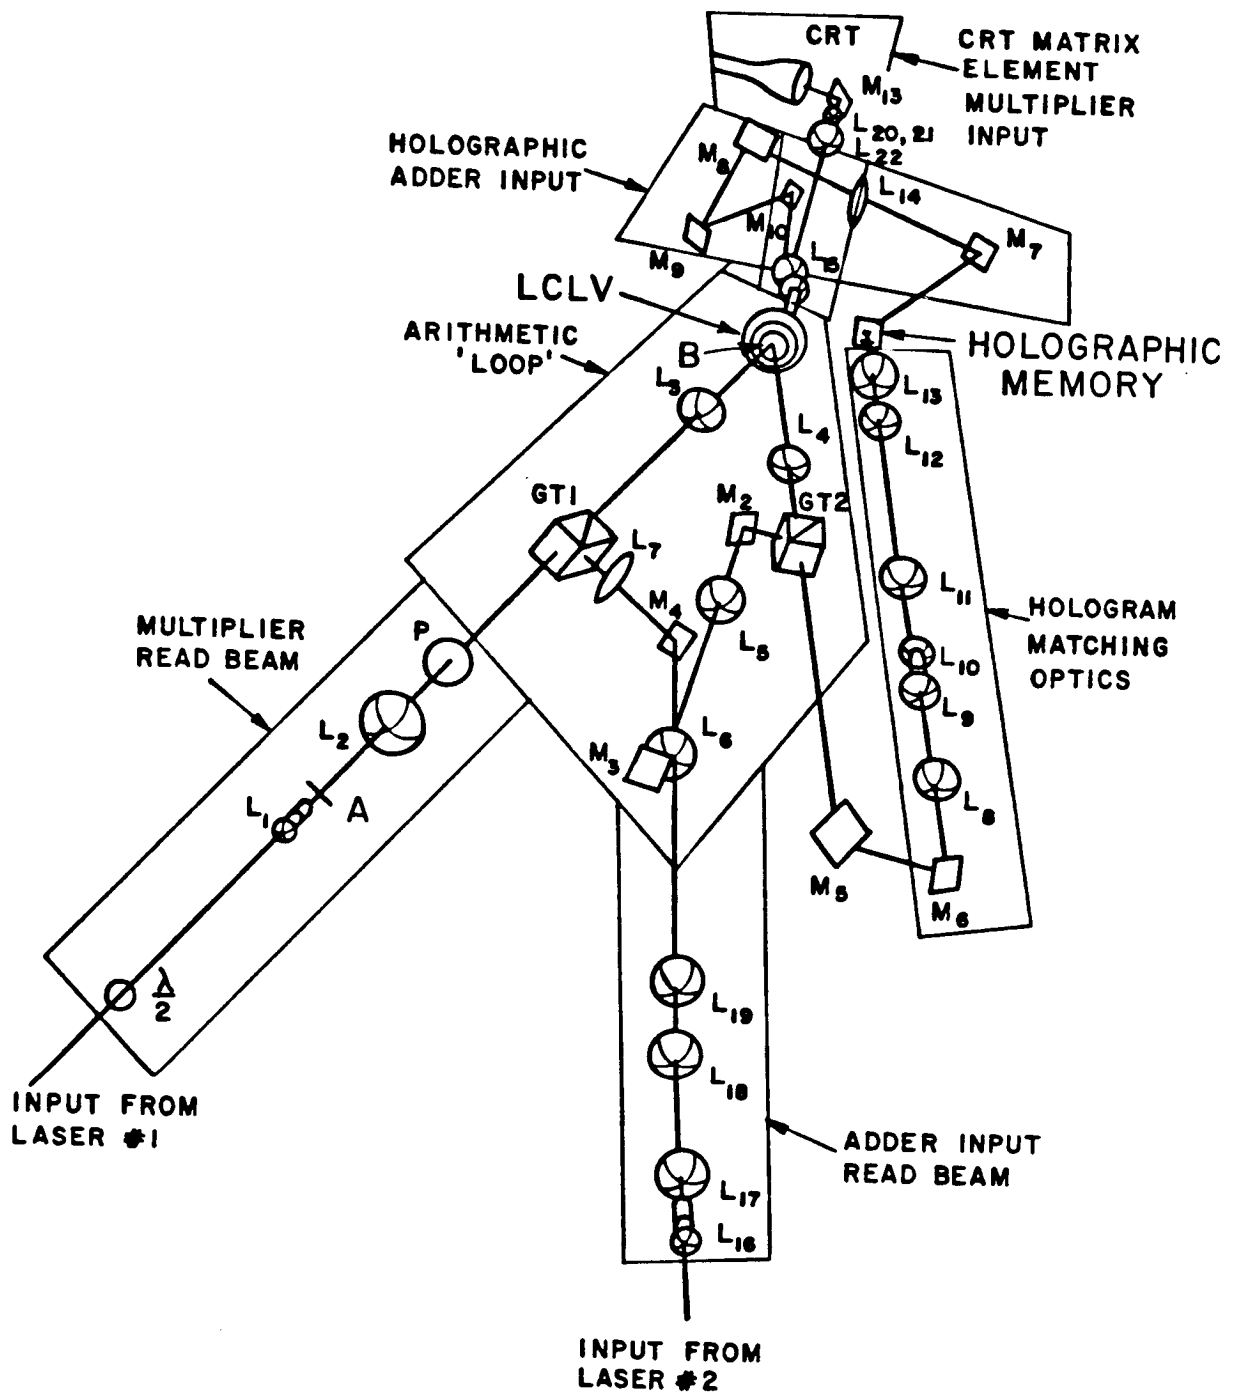 CRT
CRT MATRIX
ELEMENT
MULTIPLIER
INPUT
M13
L20, 21
L22
HOLOGRAPHIC
ADDER INPUT
M8
L14
M10
M7
M9
L15
LCLV
ARITHMETIC
'LOOP'
B
HOLOGRAPHIC
MEMORY
L3
L13
L4
L12
GT1
M2
GT2
L7
L11
M4
HOLOGRAM
MATCHING
OPTICS
MULTIPLIER
READ BEAM
P
L5
L10
L9
L2
L6
M3
L1
A
L8
M5
M6
λ/2
L19
L18
INPUT FROM
LASER #1
ADDER INPUT
READ BEAM
L17
L16
INPUT FROM
LASER #2